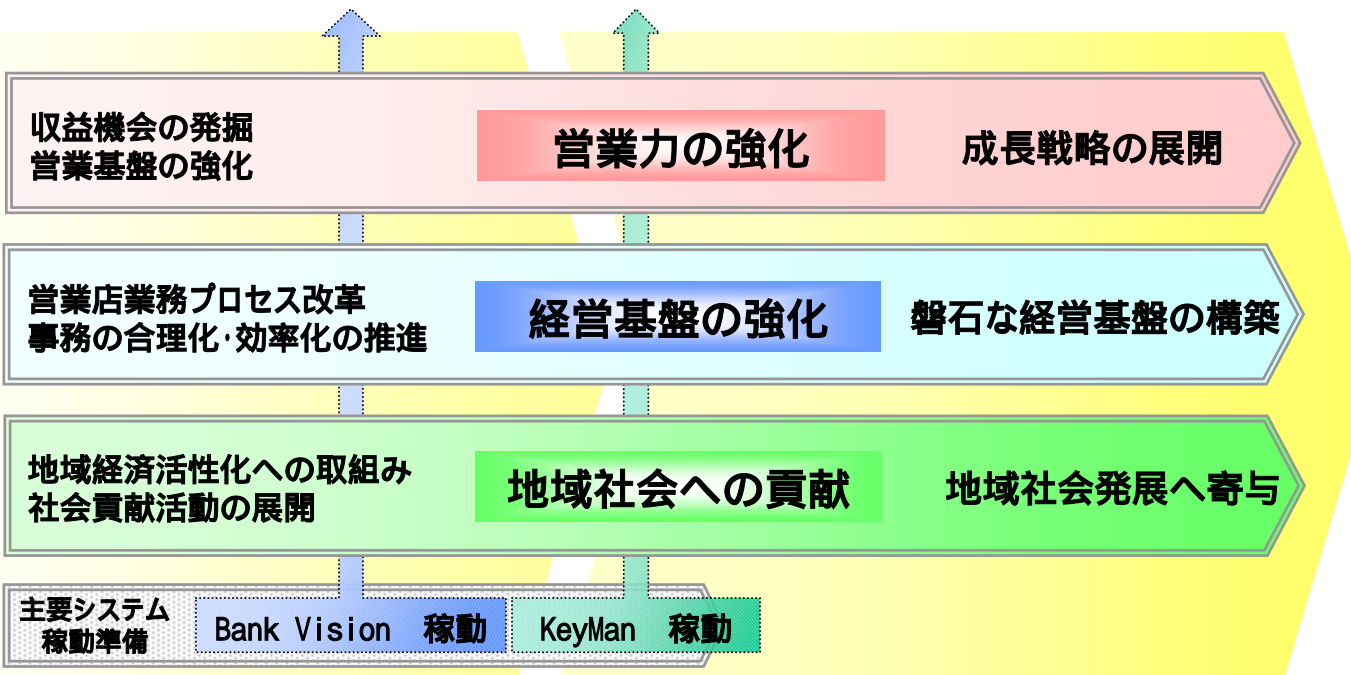 収益機会の発掘
営業基盤の強化
営業力の強化
成長戦略の展開
営業店業務プロセス改革
事務の合理化・効率化の推進
経営基盤の強化
磐石な経営基盤の構築
地域経済活性化への取組み
社会貢献活動の展開
地域社会への貢献
地域社会発展へ寄与
主要システム
稼動準備
Bank Vision 稼動
KeyMan 稼動